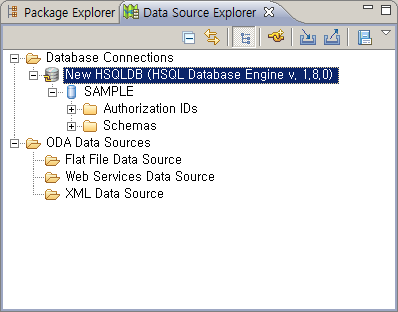 Package Explorer Data Source Explorer
Database Connections
New HSQLDB (HSQL Database Engine v, 1,8,0)
SAMPLE
Authorization IDs
Schemas
ODA Data Sources
Flat File Data Source
Web Services Data Source
XML Data Source